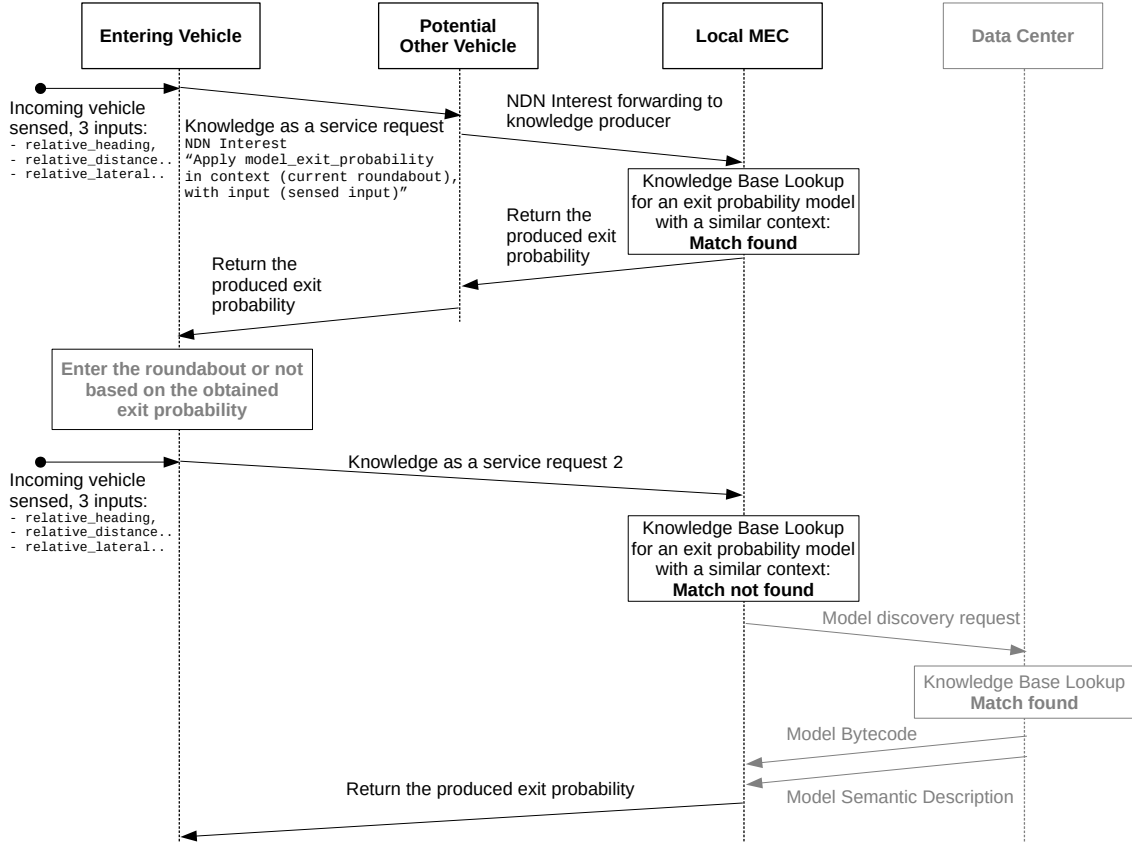 Entering Vehicle
Potential
Other Vehicle
Local MEC
Data Center
Incoming vehicle
sensed, 3 inputs:
- relative_heading,
- relative_distance..
- relative_lateral..
Knowledge as a service request
NDN Interest
“Apply model_exit_probability
in context (current roundabout),
with input (sensed input)”
NDN Interest forwarding to
knowledge producer
Knowledge Base Lookup
for an exit probability model
with a similar context:
Match found
Return the
produced exit
probability
Return the
produced exit
probability
Enter the roundabout or not
based on the obtained
exit probability
Incoming vehicle
sensed, 3 inputs:
- relative_heading,
- relative_distance..
- relative_lateral..
Knowledge as a service request 2
Knowledge Base Lookup
for an exit probability model
with a similar context:
Match not found
Model discovery request
Knowledge Base Lookup
Match found
Model Bytecode
Model Semantic Description
Return the produced exit probability